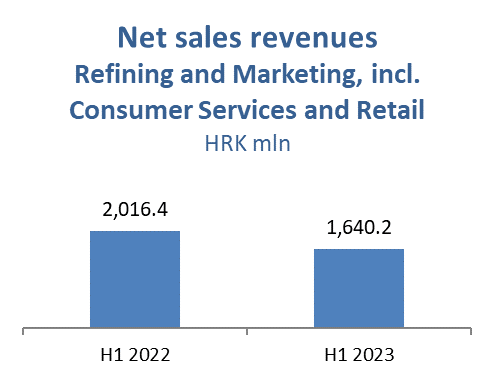 Net sales revenues
Refining and Marketing, incl.
Consumer Services and Retail
HRK mln
2,016.4
1,640.2
H1 2022
H1 2023